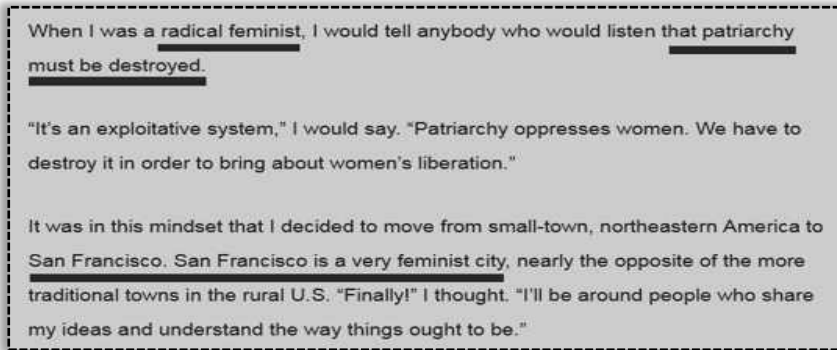 When I was a radical feminist, I would tell anybody who would listen that patriarchy
must be destroyed.
“It’s an exploitative system,” I would say. “Patriarchy oppresses women. We have to
destroy it in order to bring about women’s liberation.”
It was in this mindset that I decided to move from small-town, northeastern America to
San Francisco. San Francisco is a very feminist city, nearly the opposite of the more
traditional towns in the rural U.S. “Finally!” I thought. “I’ll be around people who share
my ideas and understand the way things ought to be.”